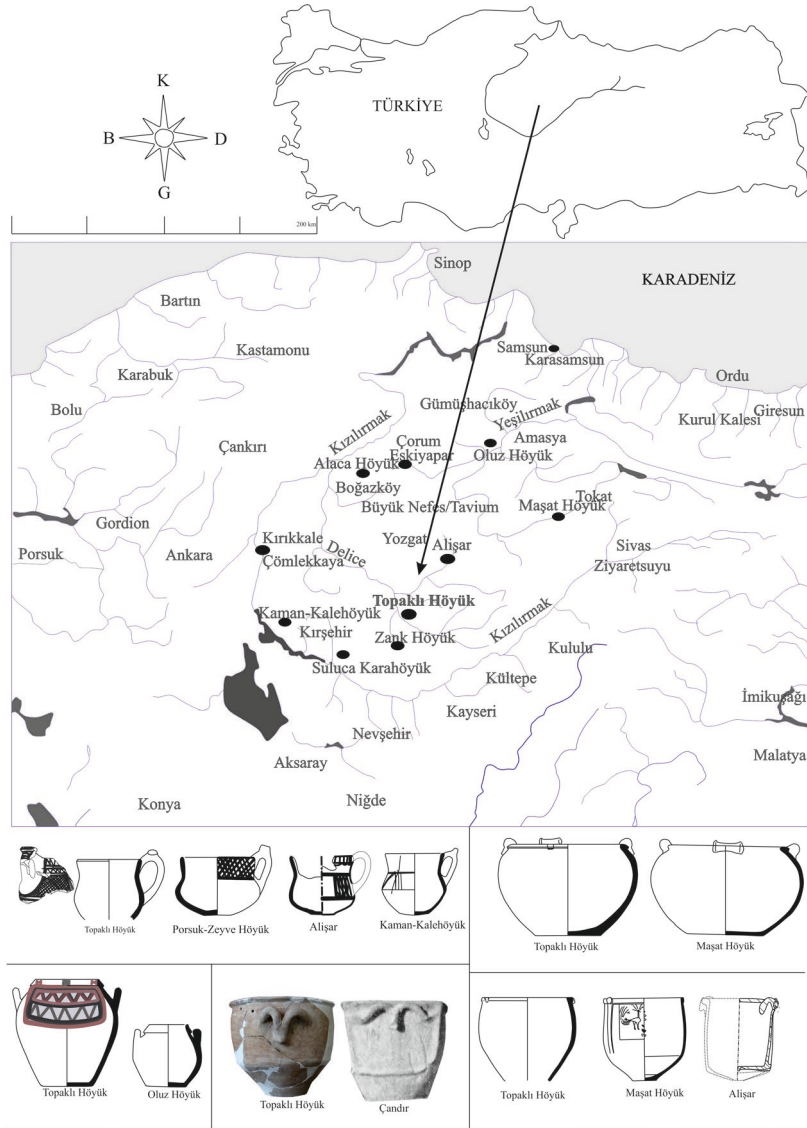 K
TÜRKİYE
B
D
G
200 km
Sinop
KARADENİZ
Bartın
Kastamonu
Samsun
Karasamsun
Karabuk
Ordu
Bolu
Gümüşhacıköy
Giresun
Kurul Kalesi
Yeşilırmak
Kızılırmak
Çankırı
Çorum
Amasya
Eskiyapar
Oluz Höyük
Alaca Höyük
Boğazköy
Büyük Nefes/Tavium
Tokat
Maşat Höyük
Gordion
Kırıkkale
Yozgat
Sivas
Porsuk
Ankara
Çömlekkaya
Delice
Alişar
Ziyaretsuyu
Topaklı Höyük
Kaman-Kalehöyük
Kırşehir
Zank Höyük
Kızılırmak
Kululu
Suluca Karahöyük
Kültepe
İmikuşağı
Kayseri
Nevşehir
Malatya
Aksaray
Konya
Niğde
Topaklı Höyük
Porsuk-Zeyve Höyük
Alişar
Kaman-Kalehöyük
Topaklı Höyük
Maşat Höyük
Topaklı Höyük
Oluz Höyük
Topaklı Höyük
Çandır
Topaklı Höyük
Maşat Höyük
Alişar